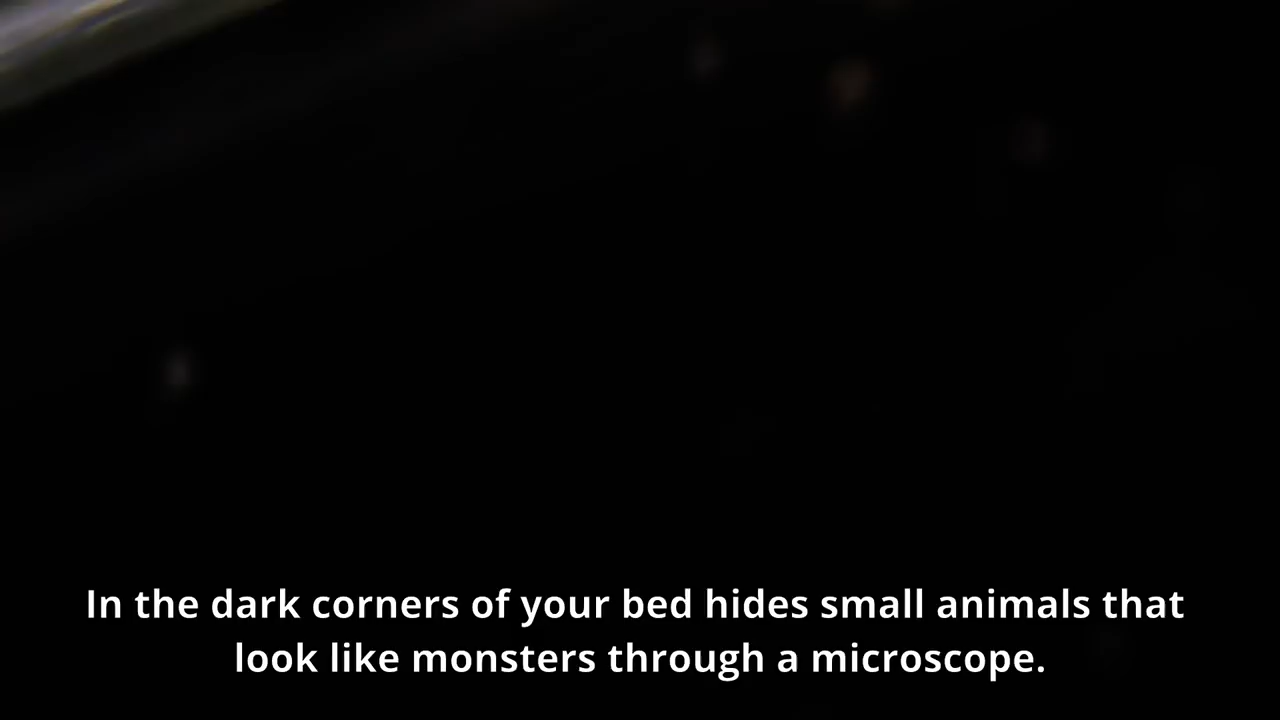 In the dark corners of your bed hides small animals that
look like monsters through a microscope.